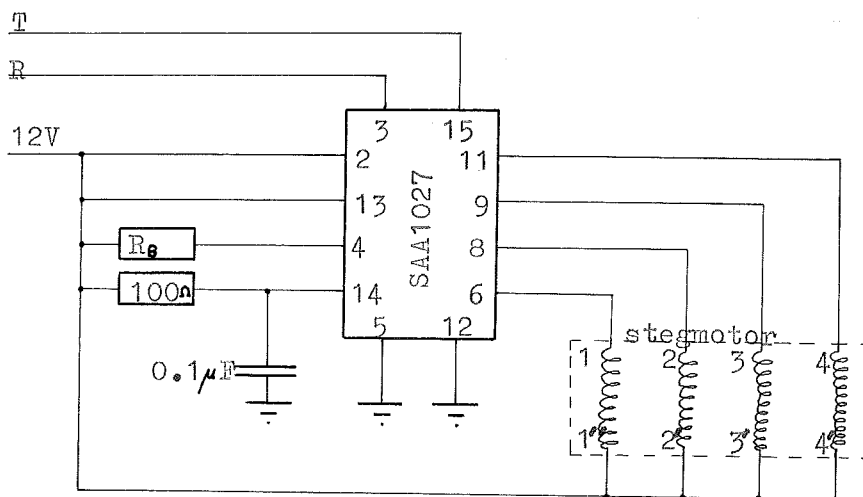 T
R
12V
3 15
2 11
13 9
R_B 4 8
100Ω 14 6
5 12
SAA1027
0.1μF
stegmotor
1 2 3 4
1" 2" 3" 4"